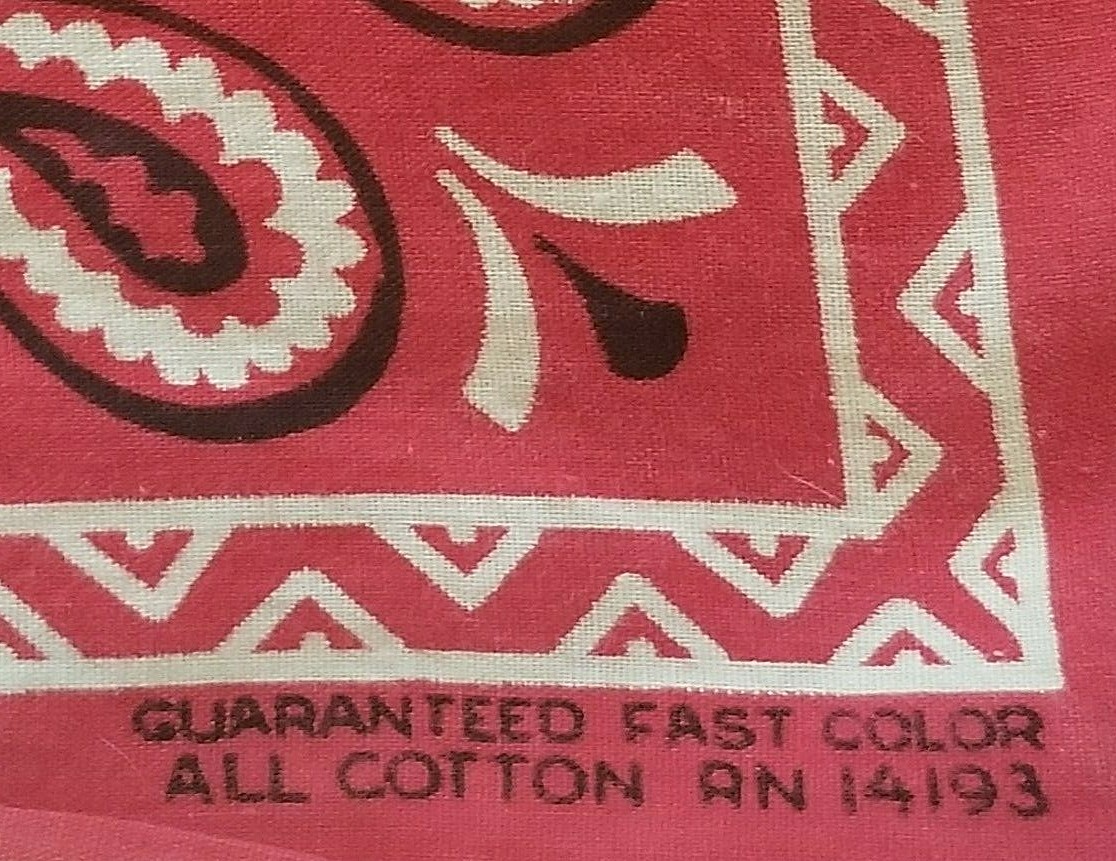 GUARANTEED FAST COLOR
ALL COTTON RN 14193